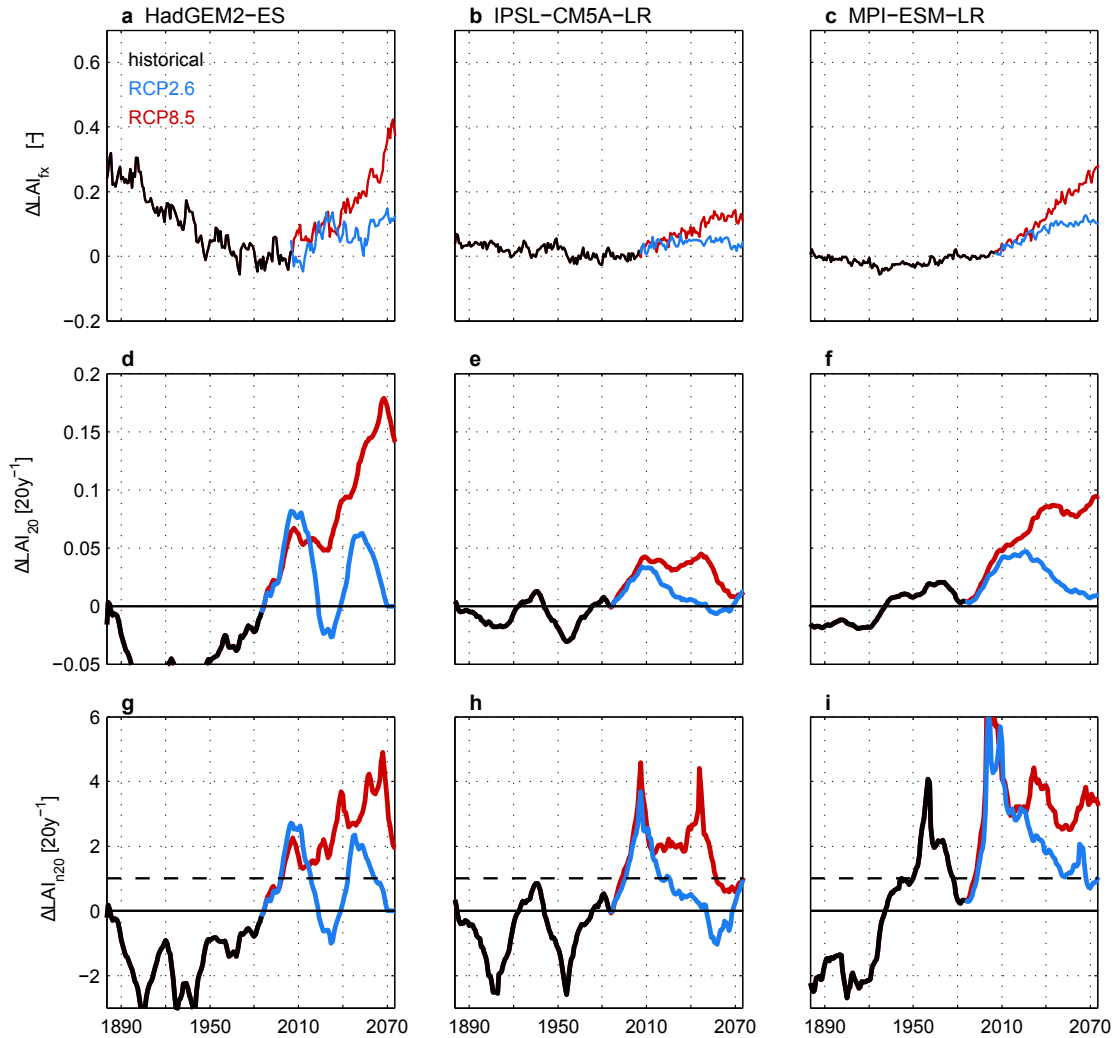 a HadGEM2−ES
b IPSL−CM5A−LR
c MPI−ESM−LR
historical
RCP2.6
RCP8.5
ΔLAI_fx [-]
0.6
0.4
0.2
0
−0.2
d
e
f
ΔLAI_20 [20y^−1]
0.2
0.15
0.1
0.05
0
−0.05
g
h
i
ΔLAI_n20 [20y^−1]
6
4
2
0
−2
1890 1950 2010 2070
1890 1950 2010 2070
1890 1950 2010 2070